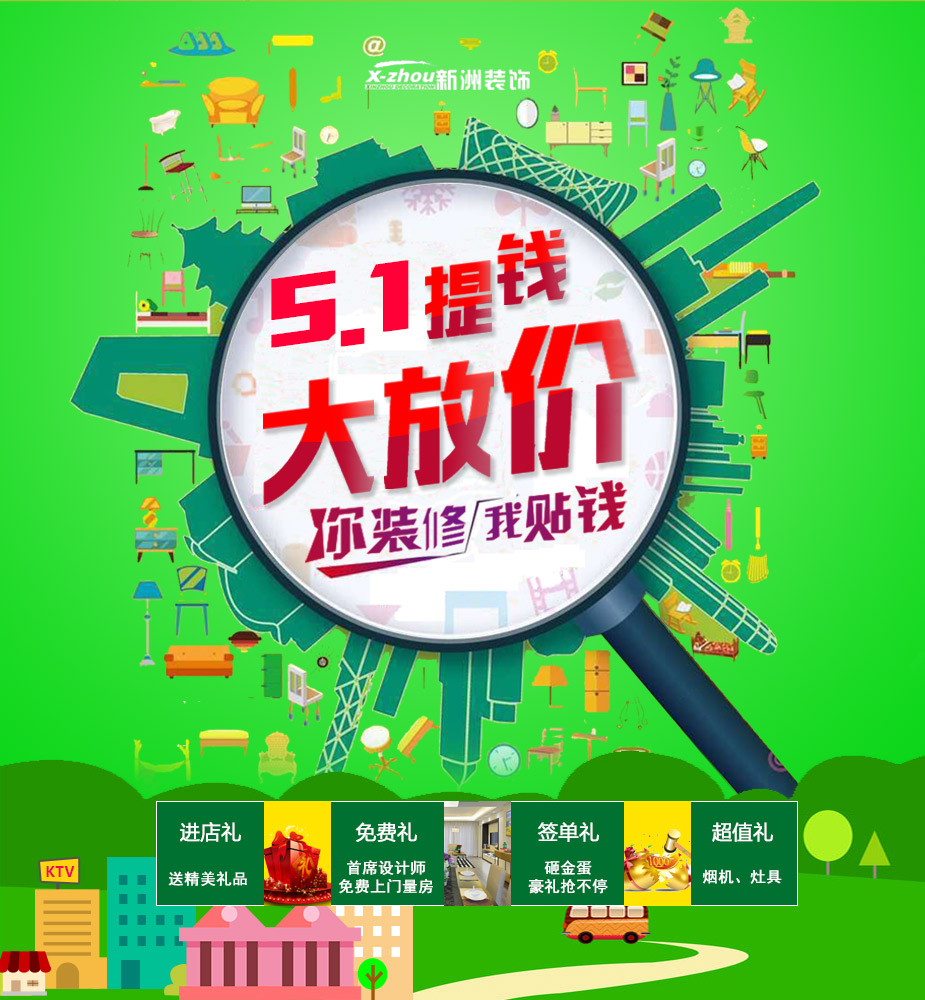 @
X-zhou新洲装饰
XINZHOU DECORATION
5.1提钱
大放价
你装修/我贴钱
进店礼
送精美礼品
免费礼
首席设计师
免费上门量房
签单礼
砸金蛋
豪礼抢不停
超值礼
烟机、灶具
KTV